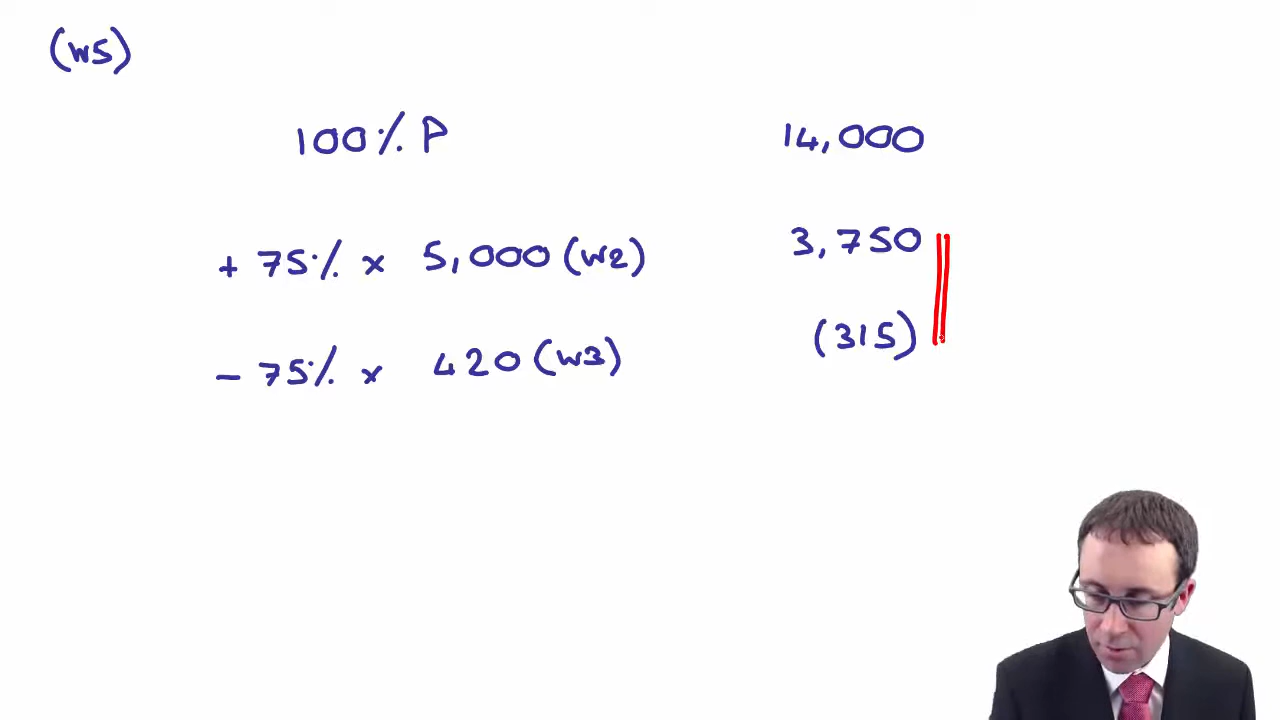 (W5)
100% P 14,000
+ 75% × 5,000 (W2) 3,750
- 75% × 420 (W3) (315)